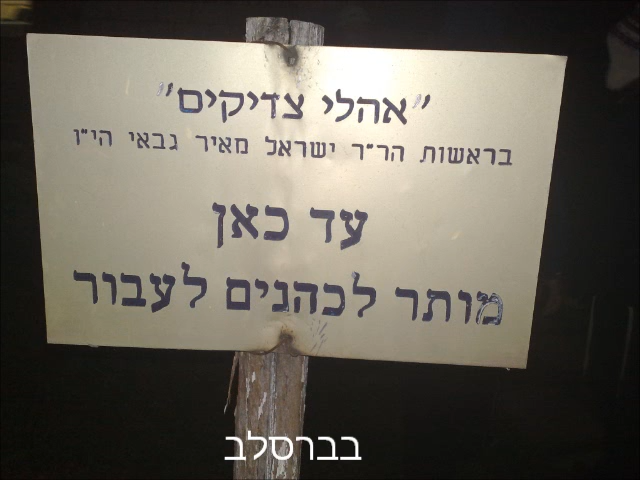 "אהלי צדיקים"
בראשות הר"ר ישראל מאיר גבאי הי"ו
עד כאן
מותר לכהנים לעבור
בברסלב